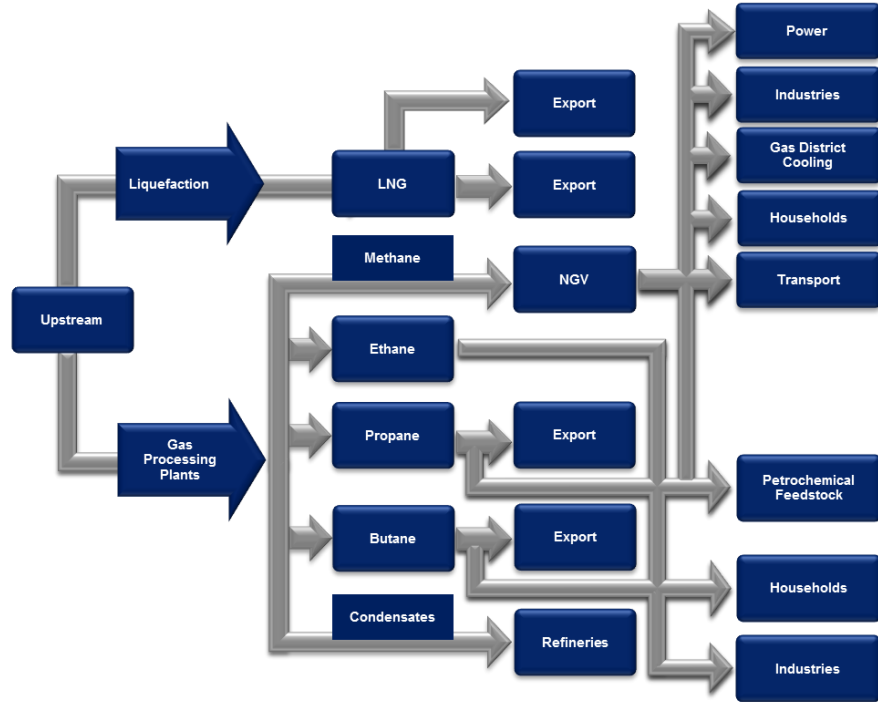 Power
Industries
Export
Gas District
Cooling
Liquefaction
LNG
Export
Households
Methane
NGV
Transport
Upstream
Ethane
Gas
Processing
Plants
Propane
Export
Petrochemical
Feedstock
Butane
Export
Households
Condensates
Refineries
Industries